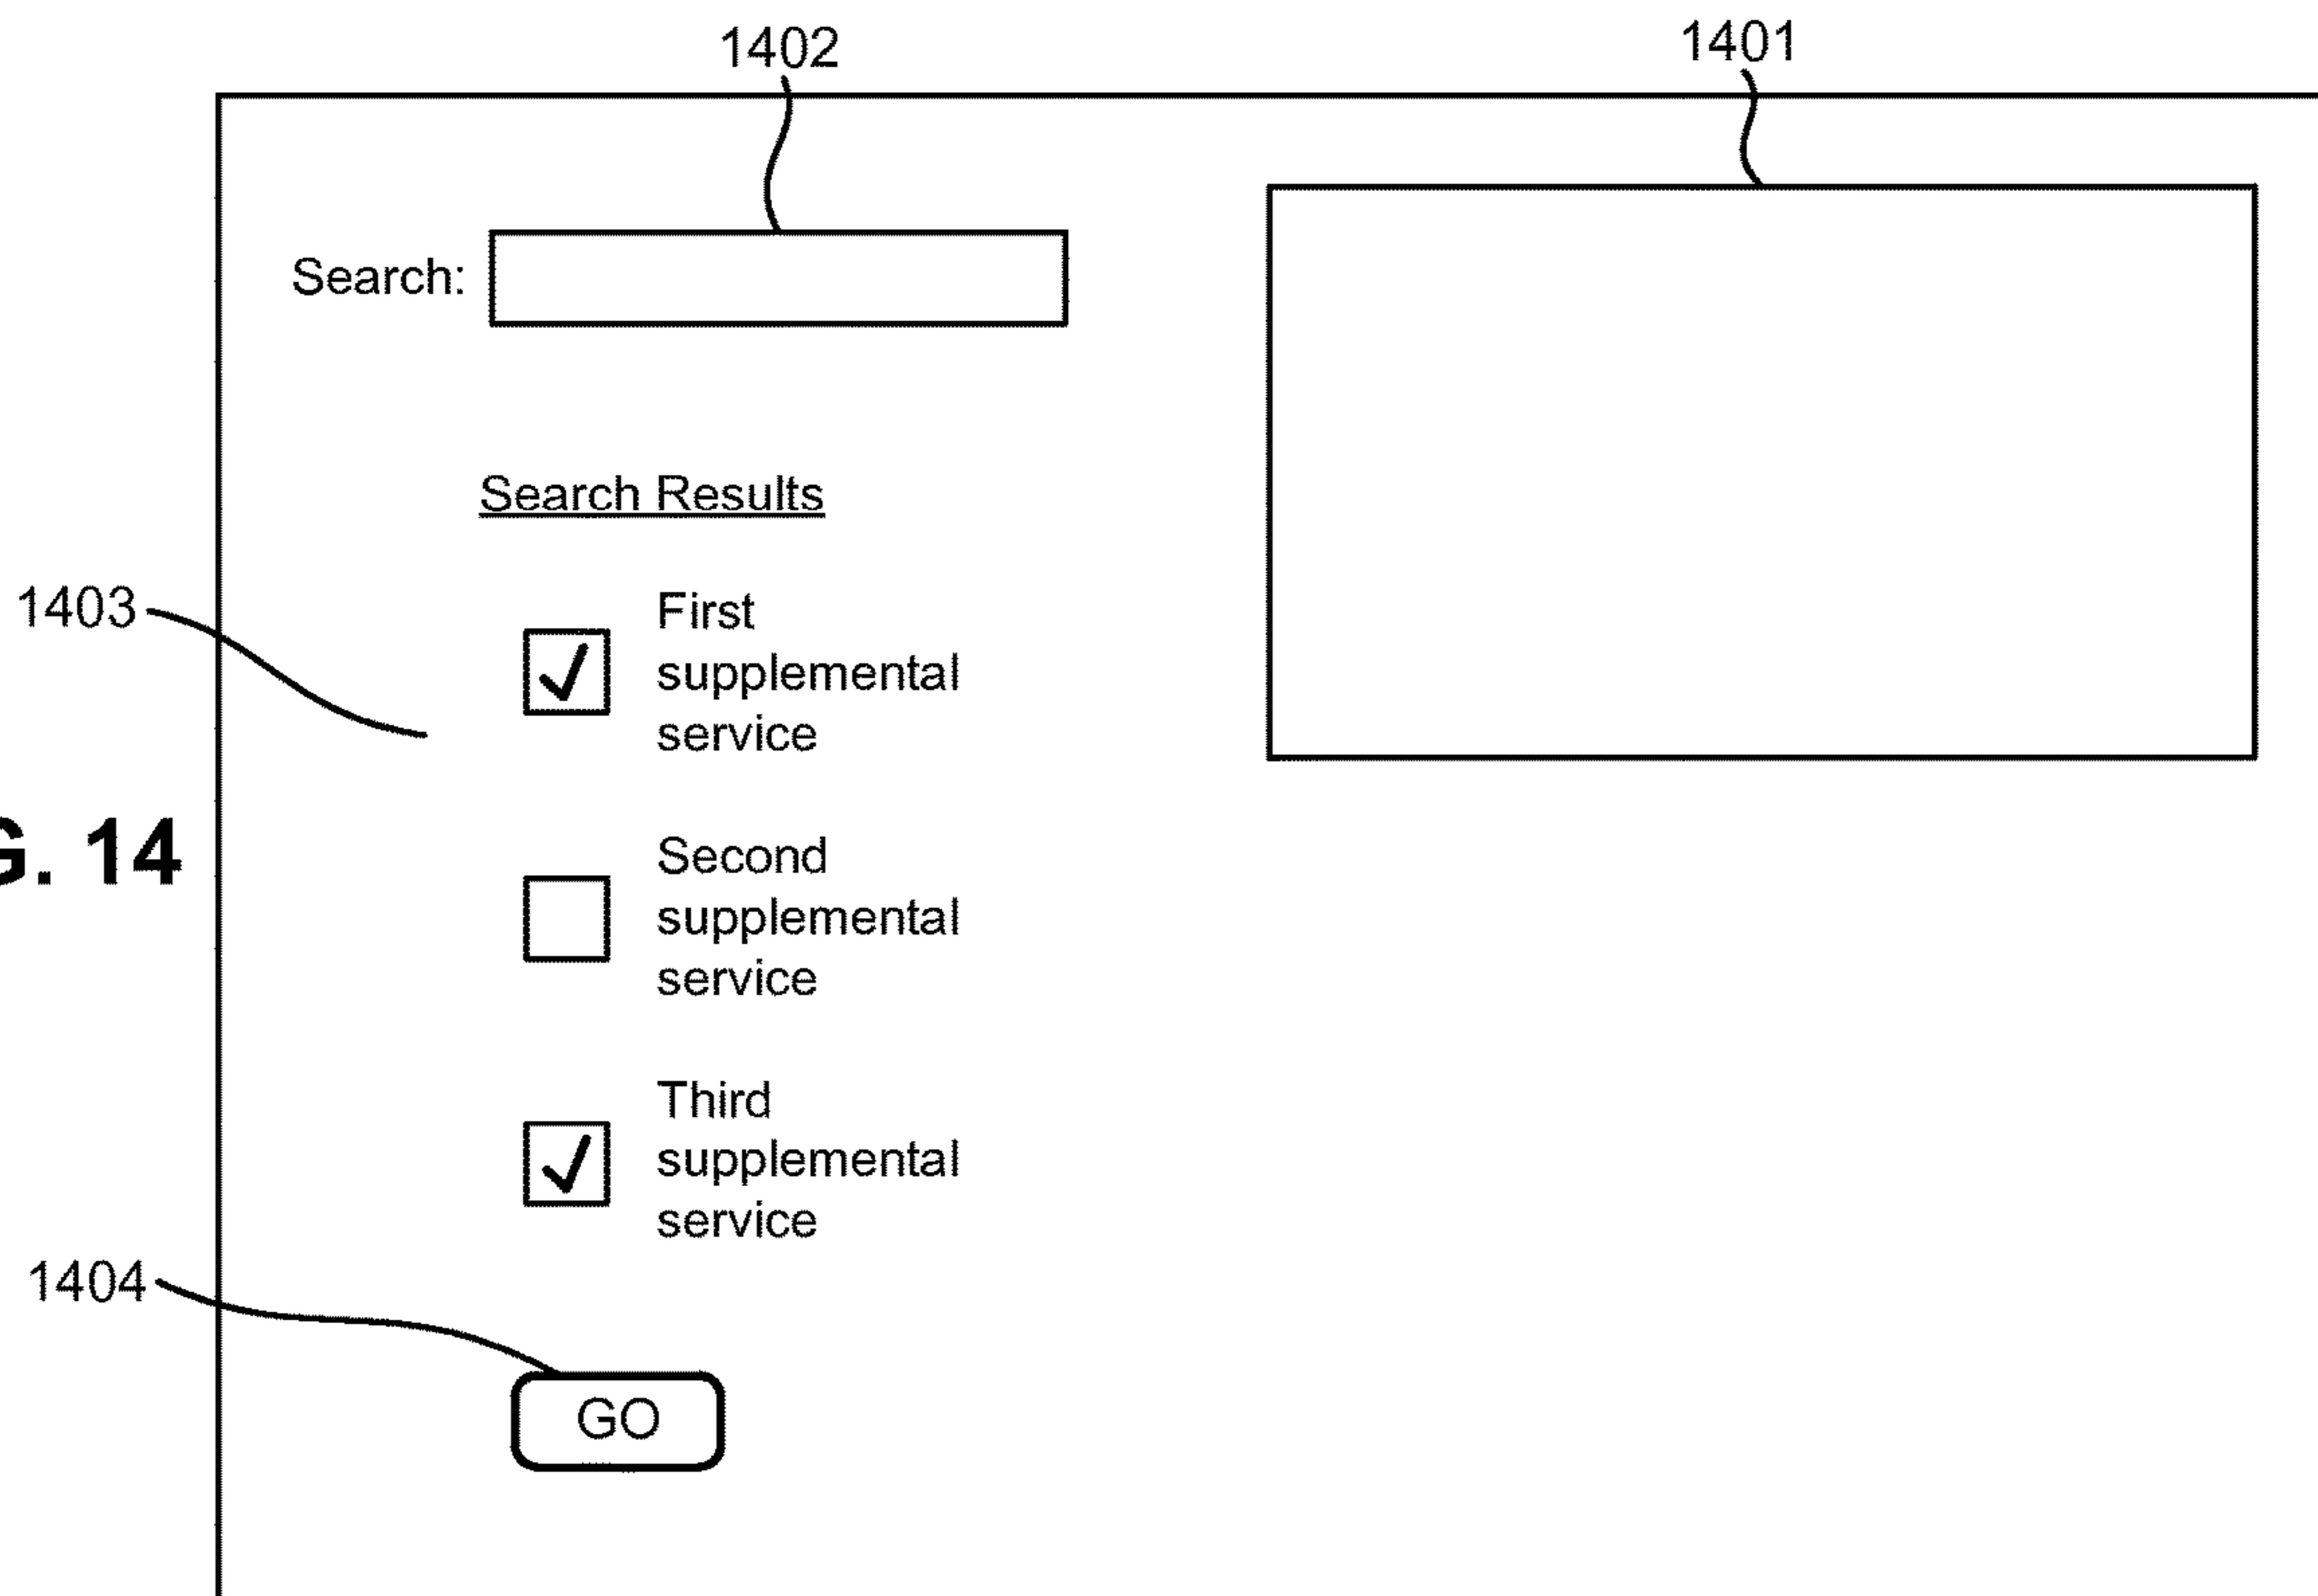 1402
1401
Search:
Search Results
1403
First
supplemental
service
G. 14
Second
supplemental
service
Third
supplemental
service
1404
GO